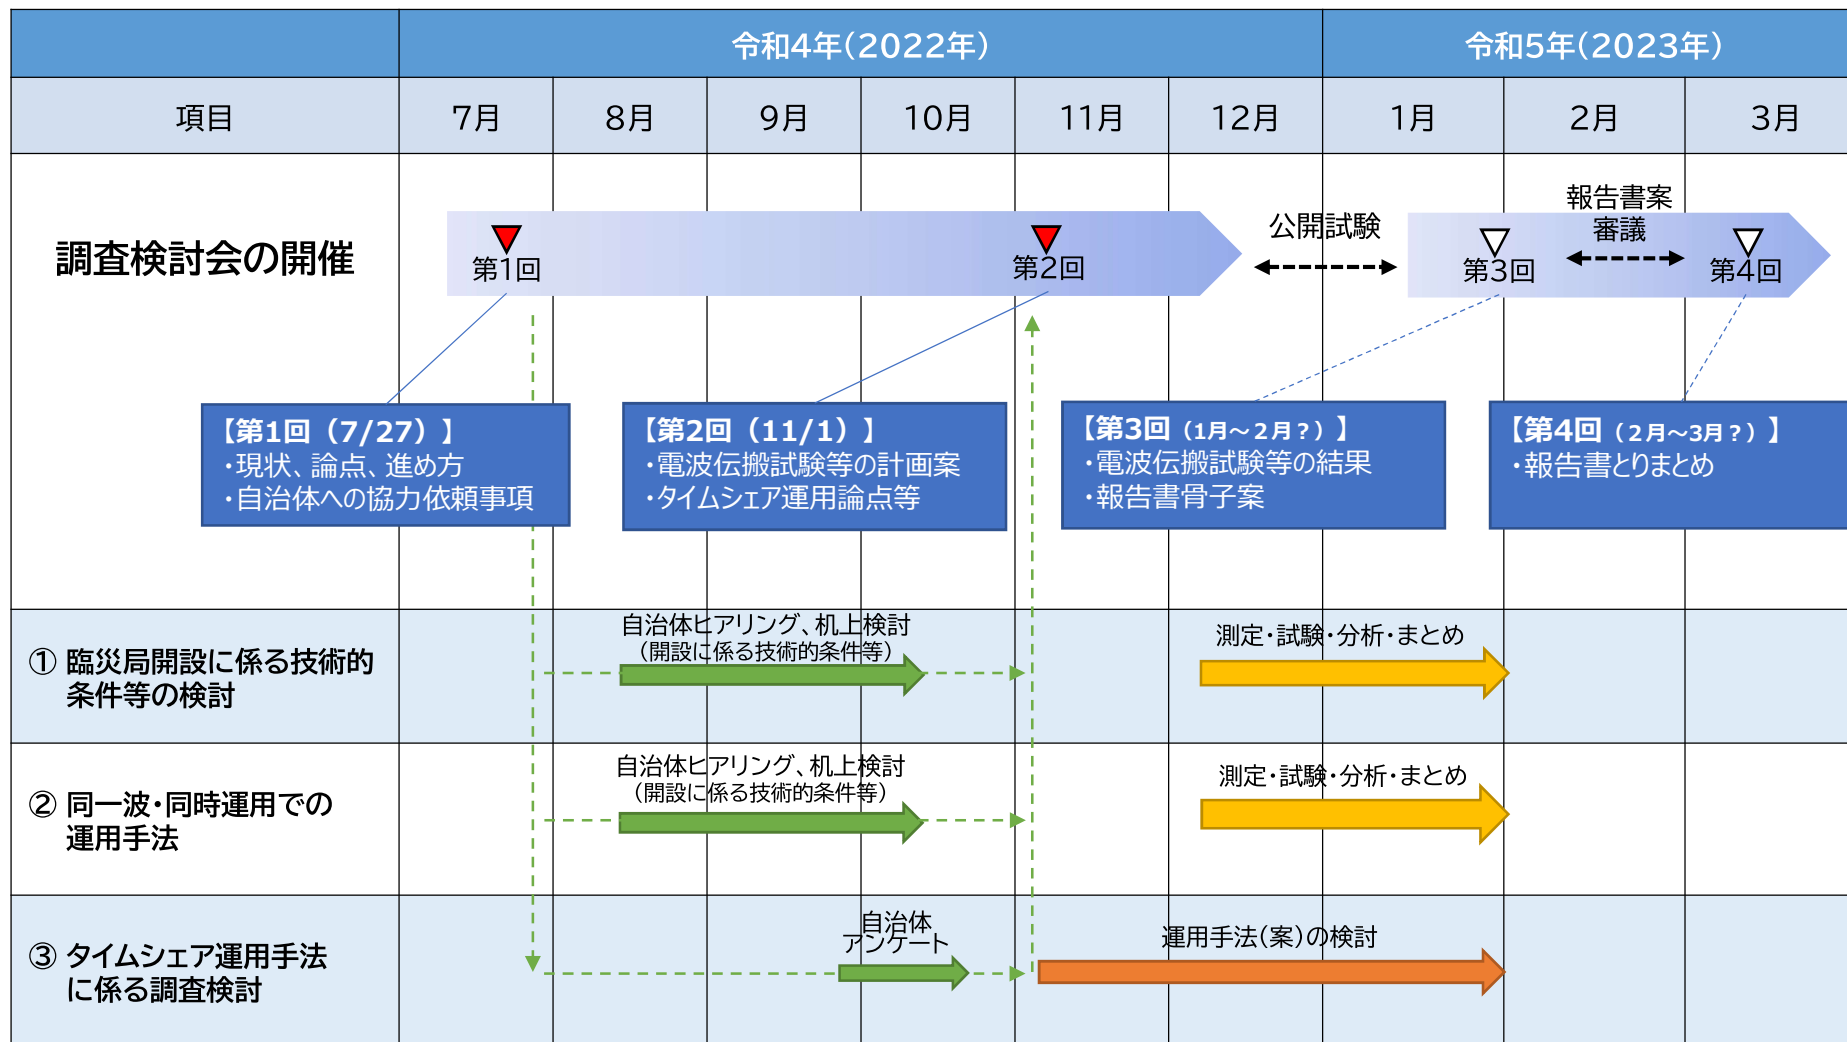 令和4年(2022年)
令和5年(2023年)
項目
7月
8月
9月
10月
11月
12月
1月
2月
3月
調査検討会の開催
第1回
第2回
公開試験
第3回
報告書案
審議
第4回
【第1回（7/27）】
・現状、論点、進め方
・自治体への協力依頼事項
【第2回（11/1）】
・電波伝搬試験等の計画案
・タイムシェア運用論点等
【第3回（1月～2月？）】
・電波伝搬試験等の結果
・報告書骨子案
【第4回（2月～3月？）】
・報告書とりまとめ
① 臨災局開設に係る技術的
条件等の検討
自治体ヒアリング、机上検討
（開設に係る技術的条件等）
測定・試験・分析・まとめ
② 同一波・同時運用での
運用手法
自治体ヒアリング、机上検討
（開設に係る技術的条件等）
測定・試験・分析・まとめ
③ タイムシェア運用手法
に係る調査検討
自治体
アンケート
運用手法(案)の検討